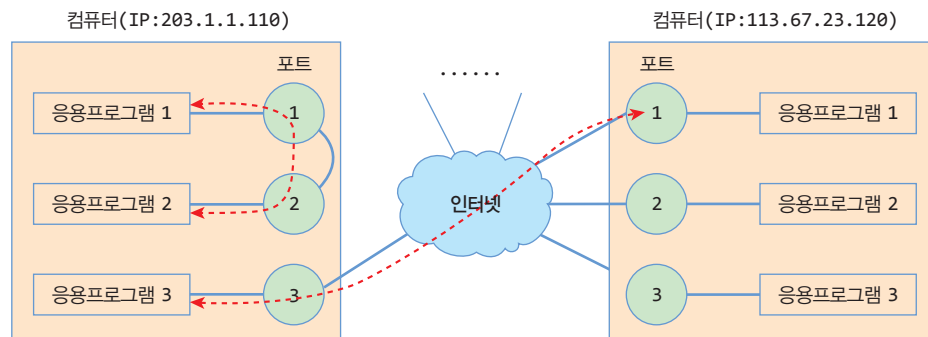 컴퓨터(IP:203.1.1.110)
컴퓨터(IP:113.67.23.120)
포트
......
포트
응용프로그램 1
1
1
응용프로그램 1
응용프로그램 2
2
인터넷
2
응용프로그램 2
응용프로그램 3
3
3
응용프로그램 3